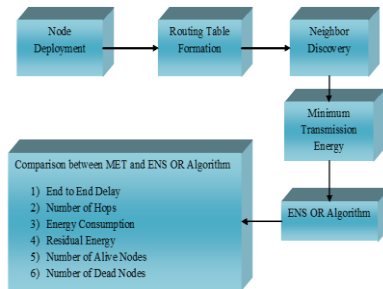 Node
Deployment
Routing Table
Formation
Neighbor
Discovery
Minimum
Transmission
Energy
ENS OR Algorithm
Comparison between MET and ENS OR Algorithm
1) End to End Delay
2) Number of Hops
3) Energy Consumption
4) Residual Energy
5) Number of Alive Nodes
6) Number of Dead Nodes